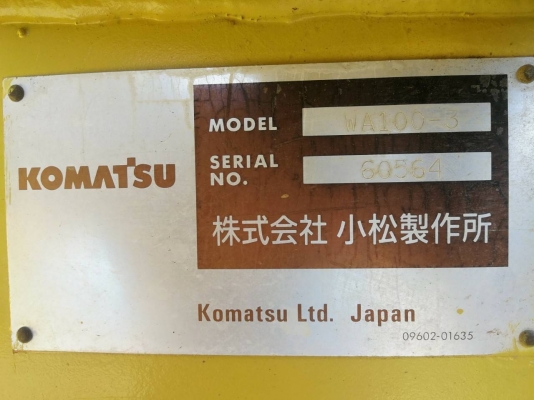 KOMATSU
MODEL WA100-3
SERIAL NO. 60564
株式会社 小松製作所
Komatsu Ltd. Japan
09602-01635